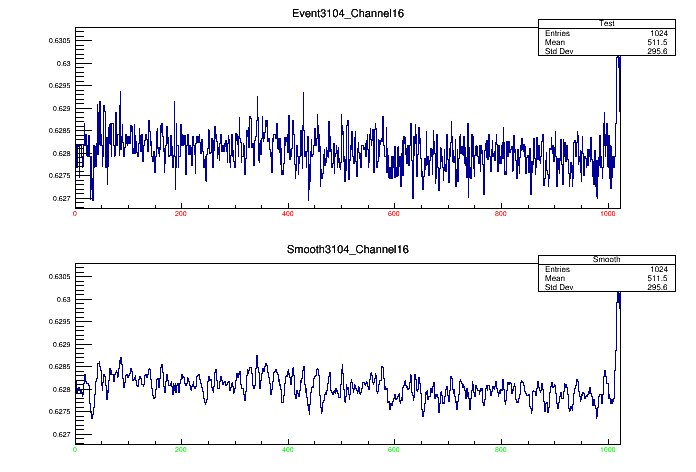 Event3104_Channel16
Test
Entries 1024
Mean 511.5
Std Dev 295.6
0.6305
0.63
0.6295
0.629
0.6285
0.628
0.6275
0.627
0 200 400 600 800 1000
Smooth3104_Channel16
Smooth
Entries 1024
Mean 511.5
Std Dev 295.6
0.6305
0.63
0.6295
0.629
0.6285
0.628
0.6275
0.627
0 200 400 600 800 1000